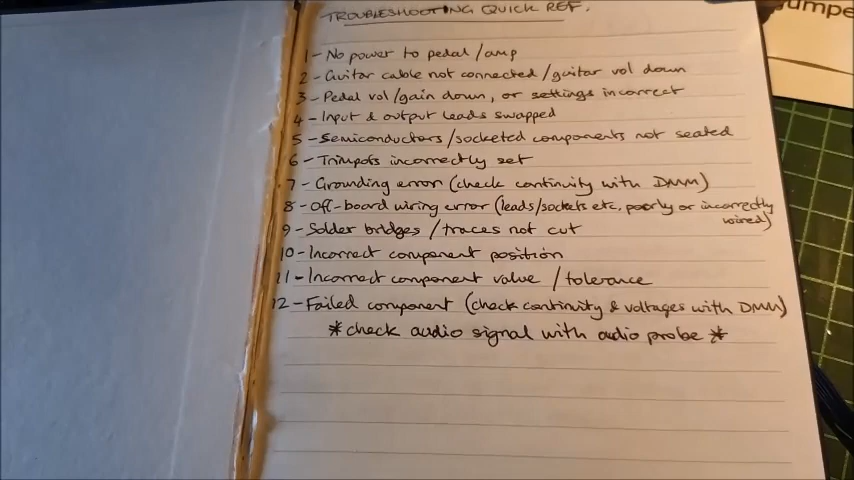 TROUBLESHOOTING QUICK REF.
1 - No power to pedal/amp
2 - Guitar cable not connected/guitar vol down
3 - Pedal vol/gain down, or settings incorrect
4 - Input & output leads swapped
5 - Semiconductors/socketed components not seated
6 - Trimpots incorrectly set
7 - Grounding error (check continuity with DMM)
8 - Off-board wiring error (leads/sockets etc, poorly or incorrectly
wired)
9 - Solder bridges/traces not cut
10 - Incorrect component position
11 - Incorrect component value/tolerance
12 - Failed component (check continuity & voltages with DMM)
*check audio signal with audio probe*